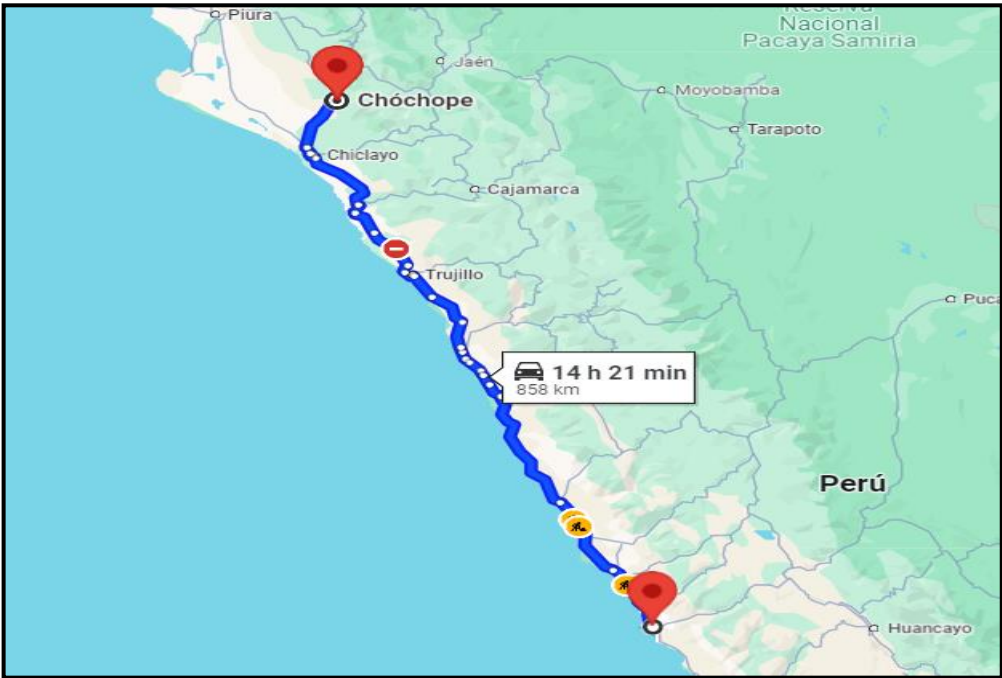 Piura
Reserva
Nacional
Pacaya Samiria
Jaén
Chóchope
Moyobamba
Tarapoto
Chiclayo
Cajamarca
Trujillo
Puca
14 h 21 min
858 km
Perú
Huancayo